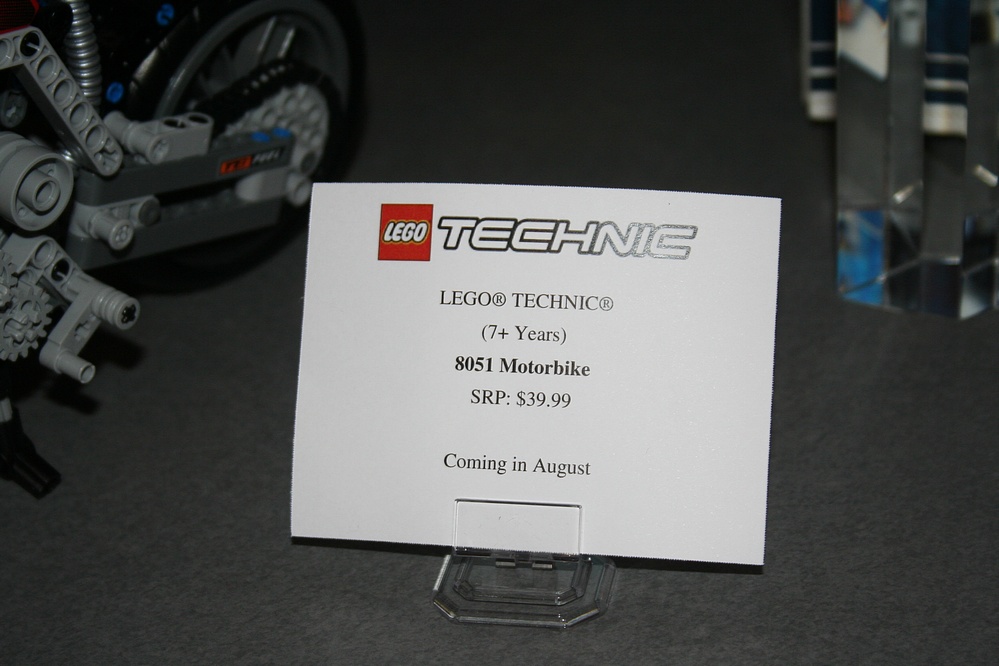 LEGO TECHNIC
LEGO® TECHNIC®
(7+ Years)
8051 Motorbike
SRP: $39.99
Coming in August